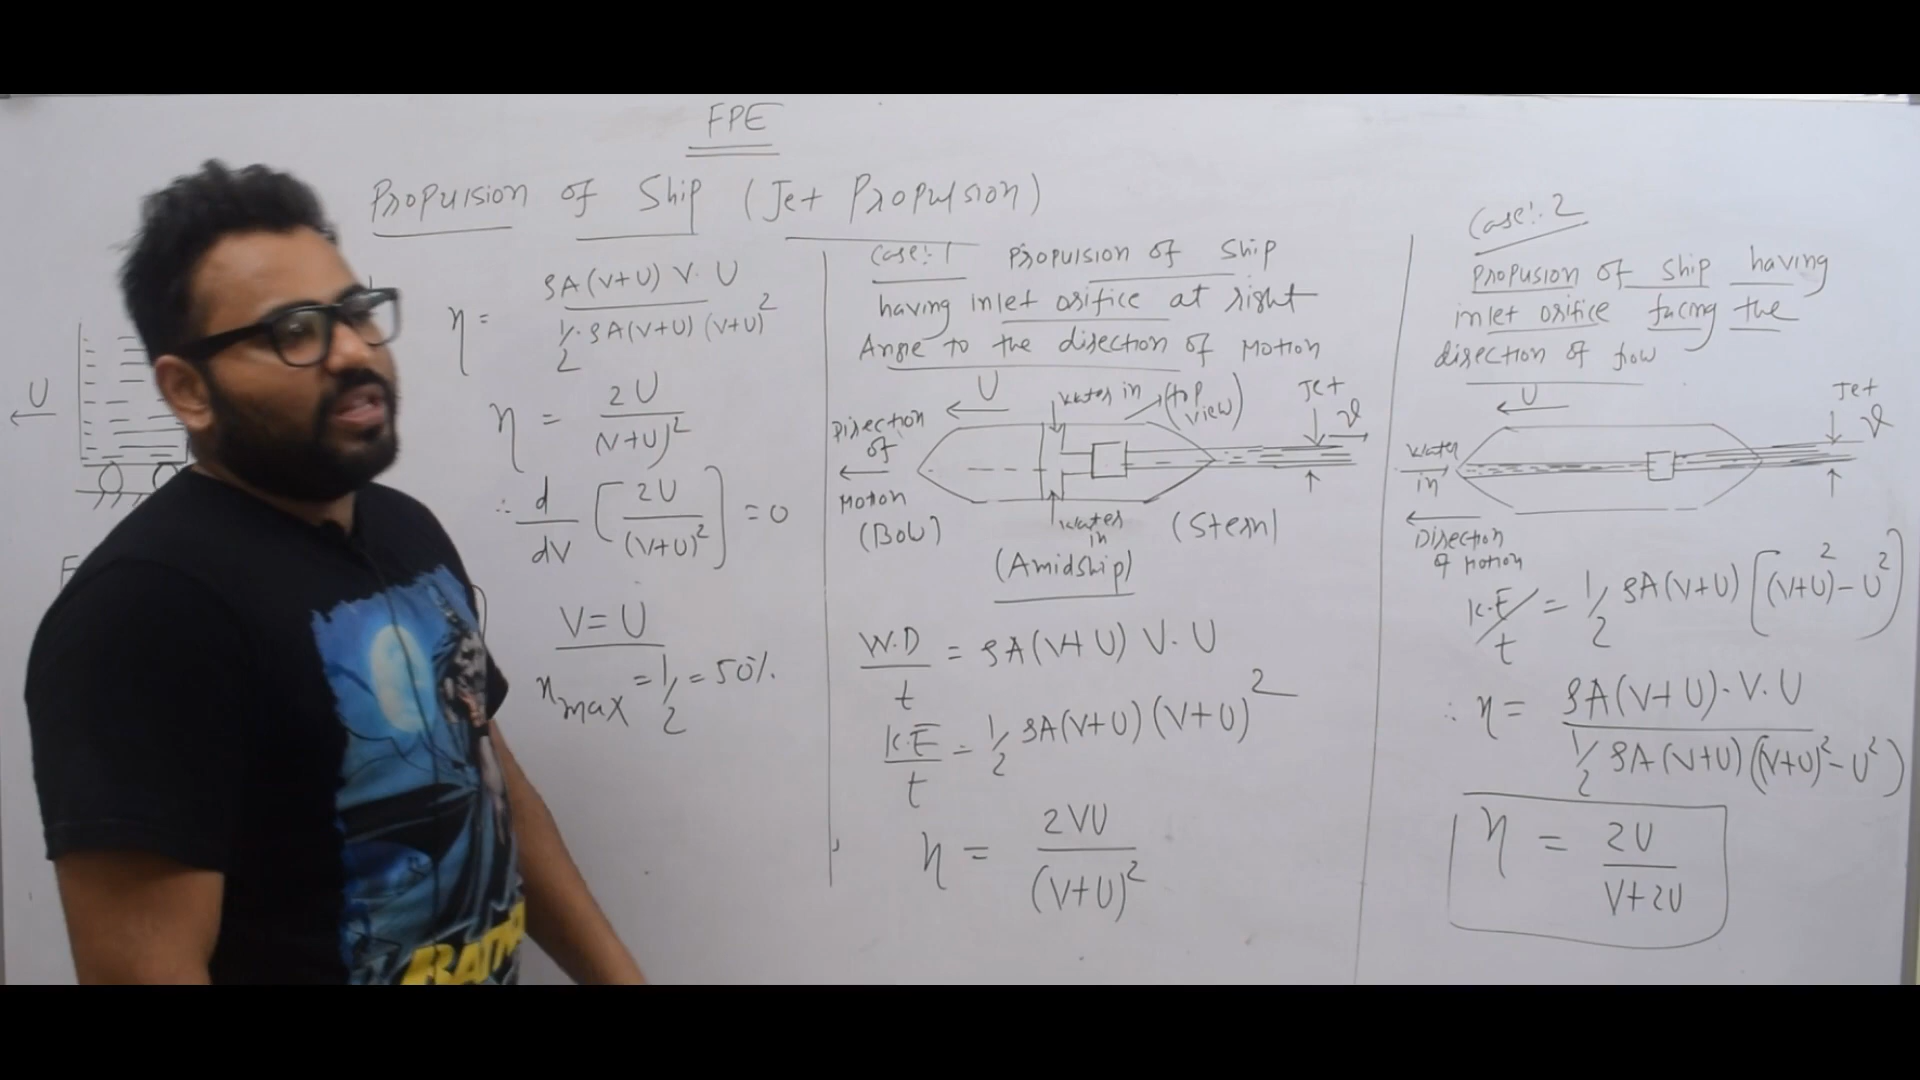 FPE
Propulsion of Ship (Jet Propulsion)
U
F
η = ρA(V+U) V. U
½. ρA(V+U) (V+U)²
η = 2U
(V+U)²
∴ d/dV [2U/(V+U)²] = 0
V = U
ηmax = ½ = 50%
Case:. 1 Propulsion of Ship
having inlet orifice at right
Angle to the direction of Motion
U
Water in
(top view)
Jet
V
Direction
of
Motion
(Bow)
Water in
(Stern)
(Amidship)
W.D/t = ρA(V+U) V. U
K.E/t = ½ ρA(V+U) (V+U)²
η = 2VU
(V+U)²
Case:. 2
Propusion of Ship having
inlet orifice facing the
direction of flow
U
Jet
V
Water
in
Direction
of Motion
K.E/t = ½ ρA(V+U) [(V+U)² - U²]
∴ η = ρA(V+U). V. U
½ ρA(V+U) ((V+U)² - U²)
η = 2U
V+2U